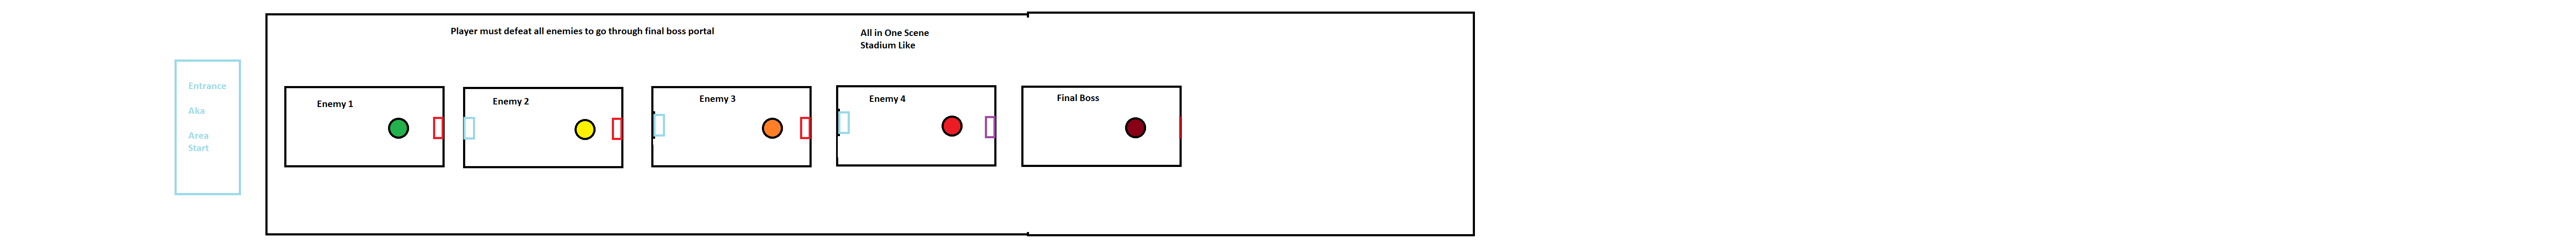 Player must defeat all enemies to go through final boss portal
All in One Scene
Stadium Like
Entrance
Aka
Area
Start
Enemy 1
Enemy 2
Enemy 3
Enemy 4
Final Boss